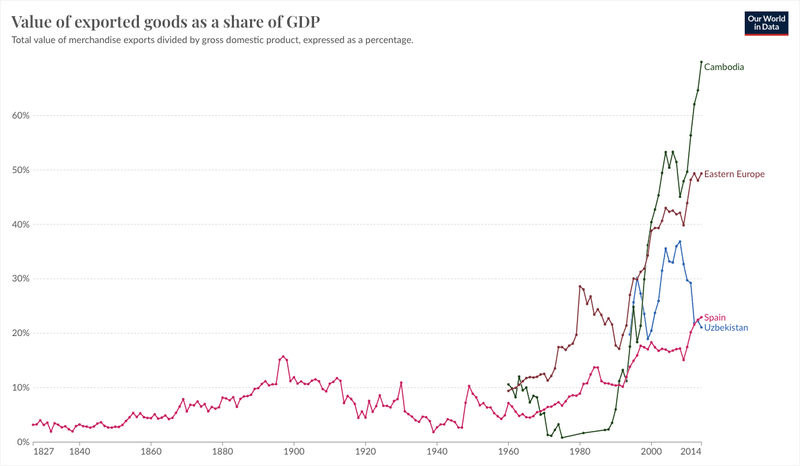 Value of exported goods as a share of GDP
Our World
in Data
Total value of merchandise exports divided by gross domestic product, expressed as a percentage.
Cambodia
60%
50%
Eastern Europe
40%
30%
Spain
20%
Uzbekistan
10%
0%
1827 1840 1860 1880 1900 1920 1940 1960 1980 2000 2014